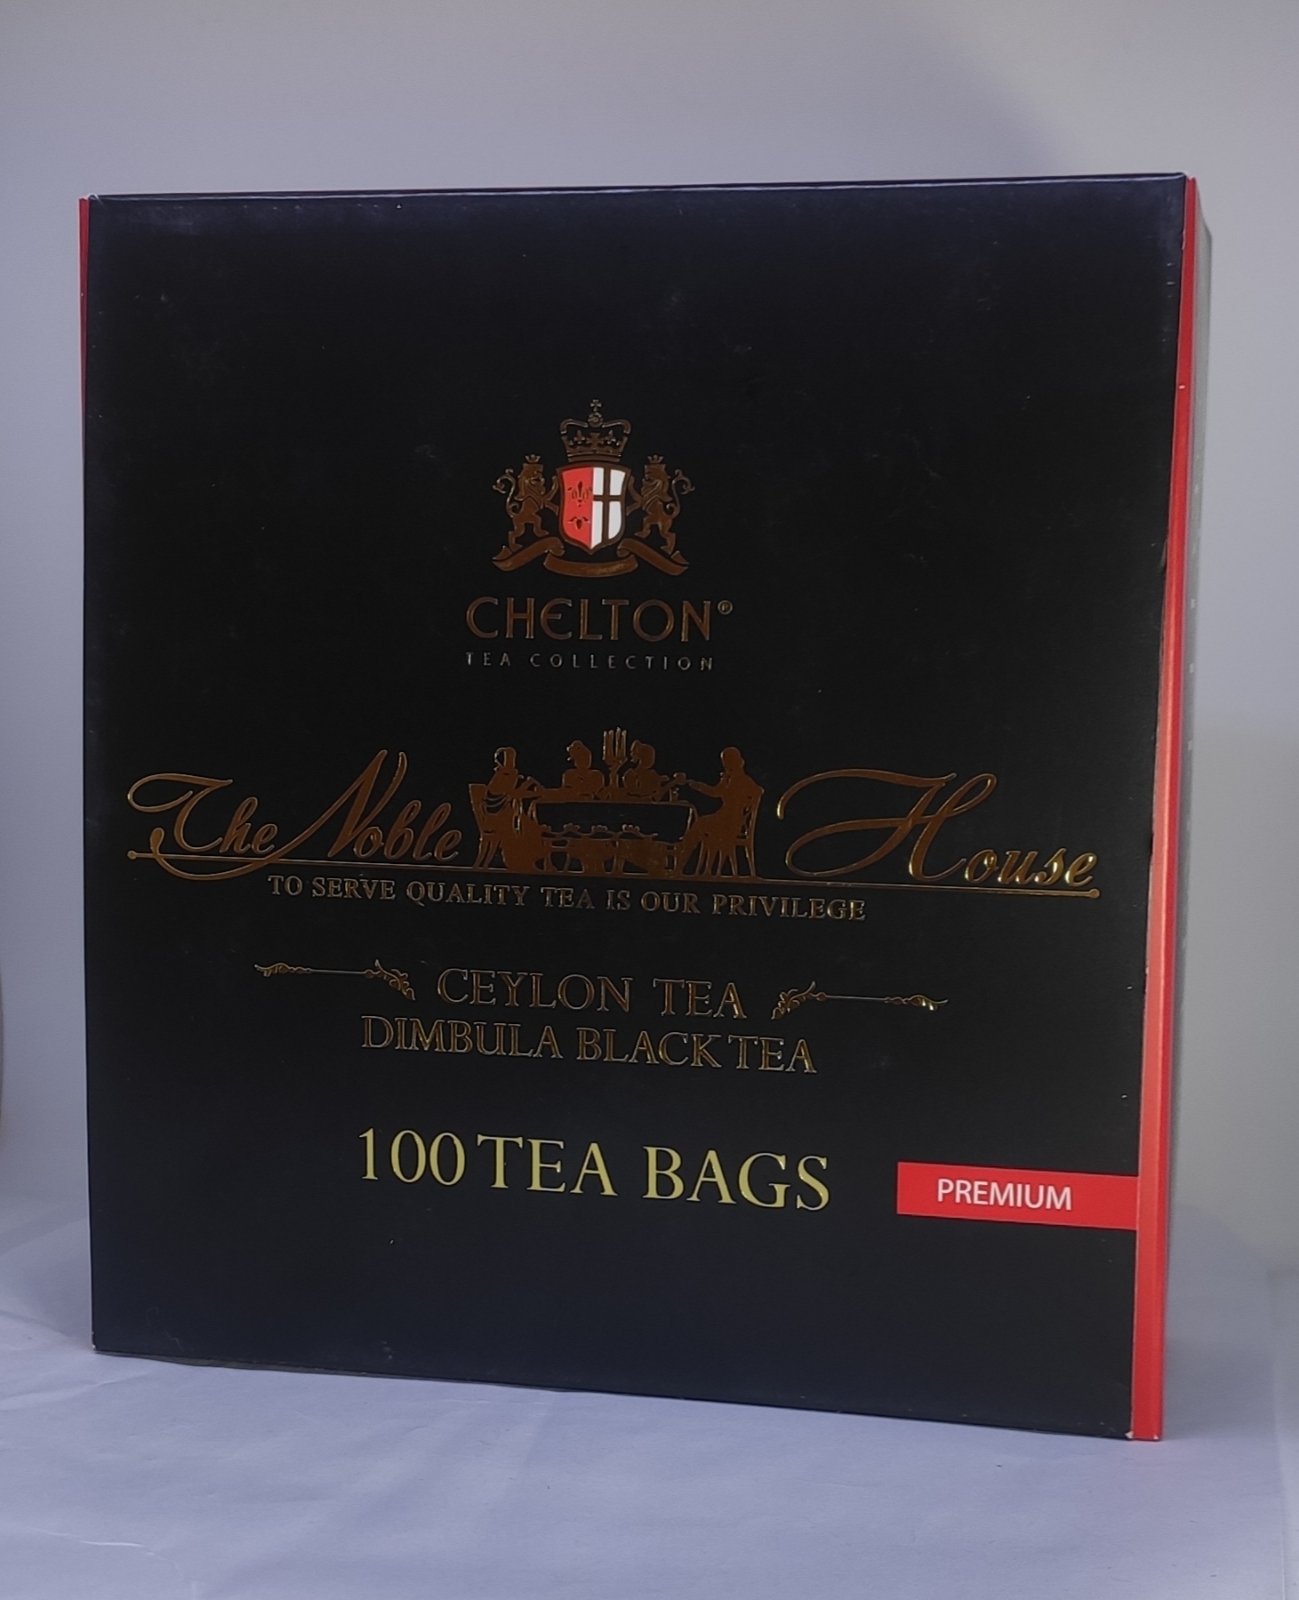 CHELTON®
TEA COLLECTION
The Noble House
TO SERVE QUALITY TEA IS OUR PRIVILEGE
CEYLON TEA
DIMBULA BLACK TEA
100 TEA BAGS
PREMIUM